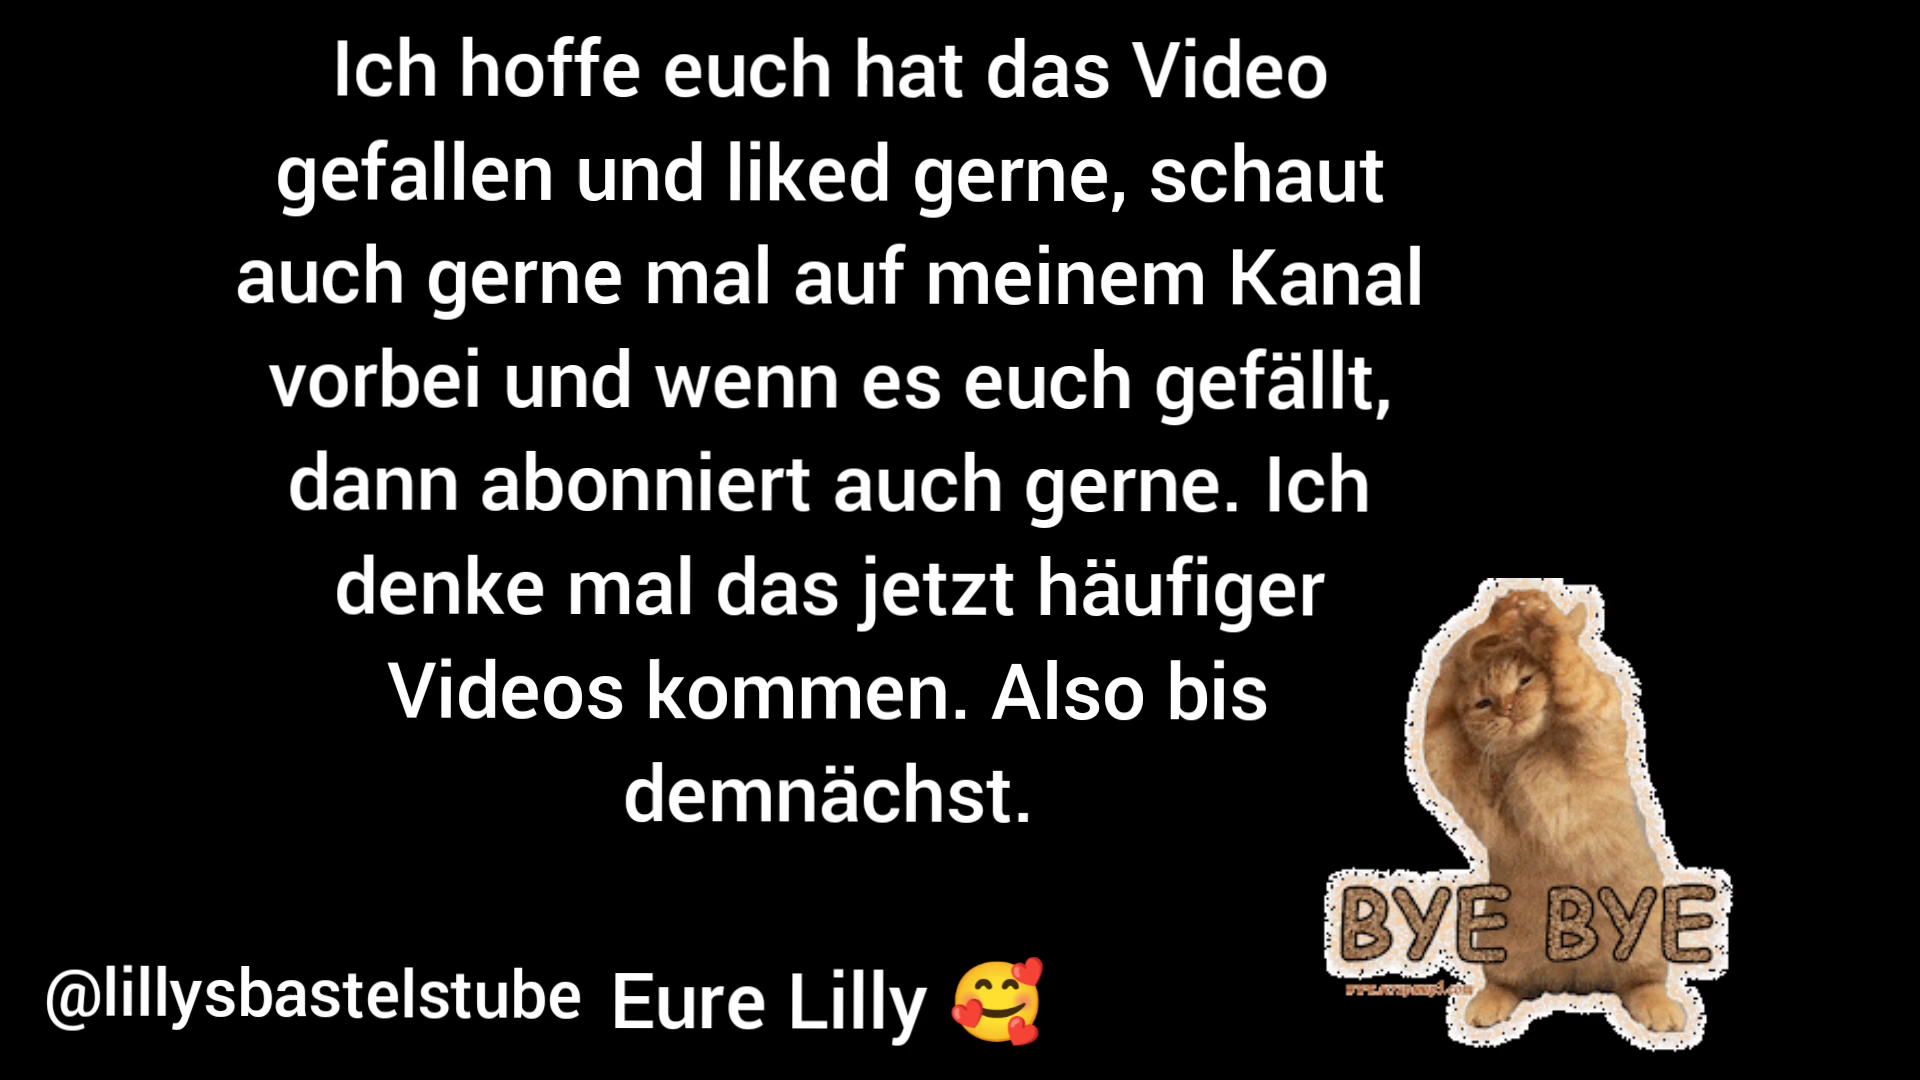 Ich hoffe euch hat das Video
gefallen und liked gerne, schaut
auch gerne mal auf meinem Kanal
vorbei und wenn es euch gefällt,
dann abonniert auch gerne. Ich
denke mal das jetzt häufiger
Videos kommen. Also bis
demnächst.
BYE BYE
@lillysbastelstube Eure Lilly 🥰